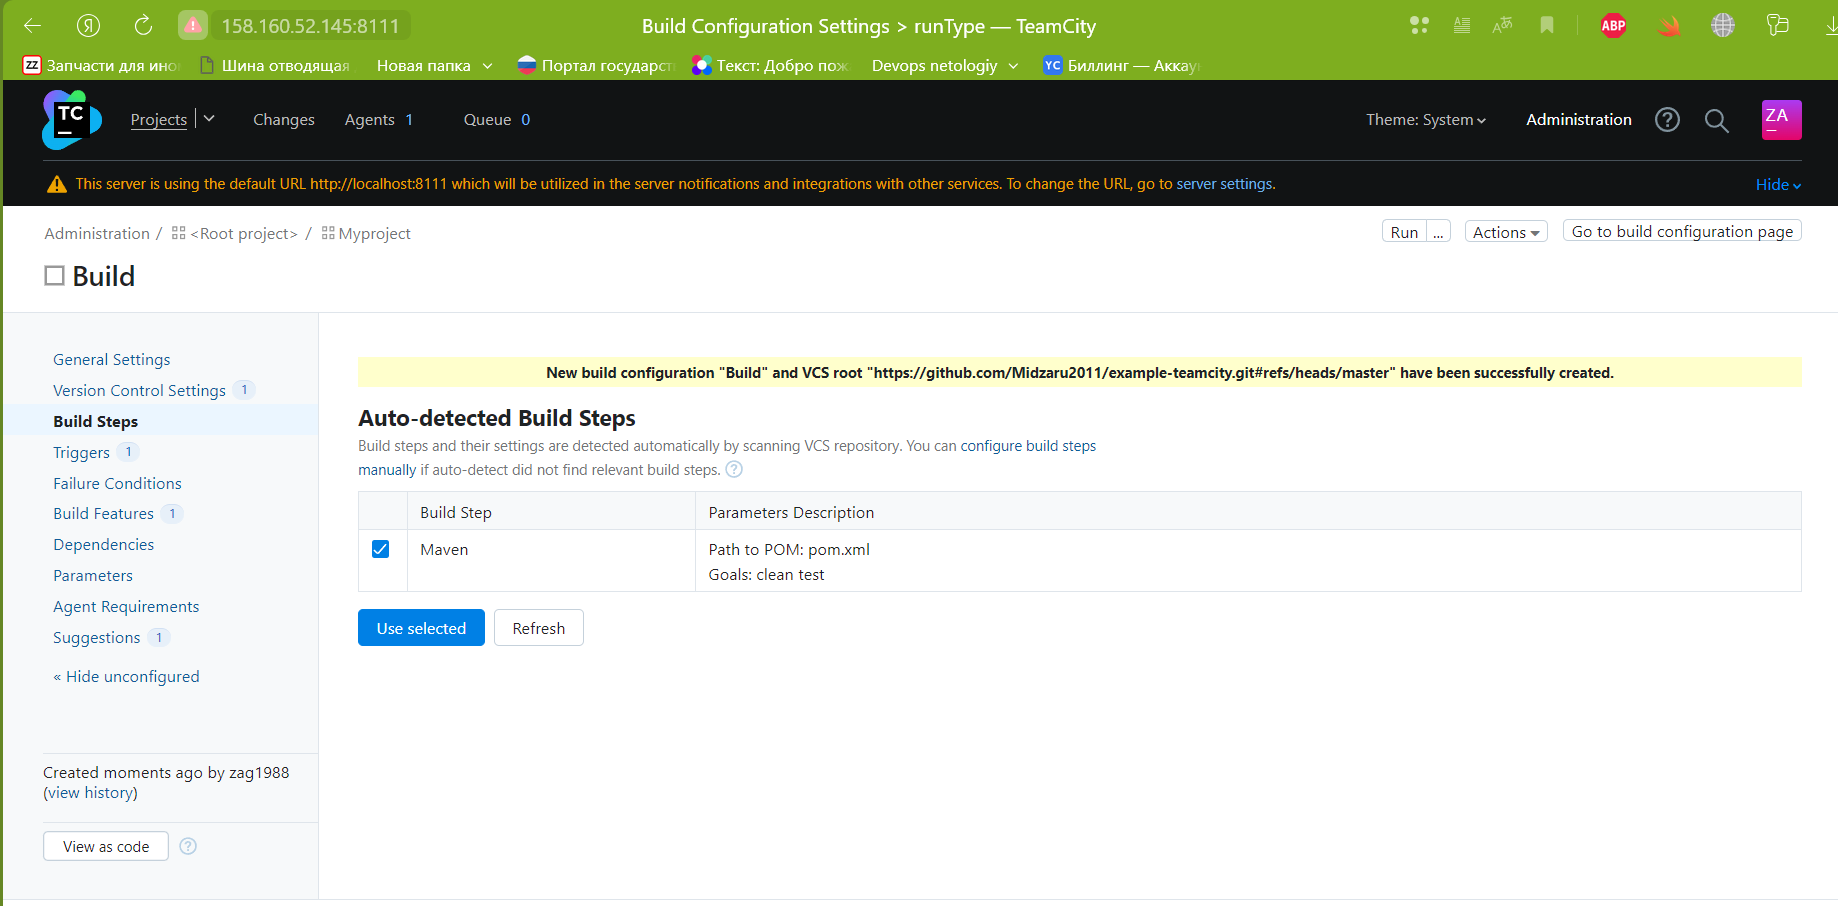 158.160.52.145:8111 Build Configuration Settings > runType — TeamCity ABP
Запчасти для Шина отводящая Новая папка Портал Текст: Добро Devops netologiy YC Биллинг —
TC Projects Changes Agents 1 Queue 0 Theme: System Administration ZA
This server is using the default URL http://localhost:8111 which will be utilized in the server notifications and integrations with other services. To change the URL, go to server settings. Hide
Administration / <Root project> / Myproject Run ... Actions Go to build configuration page
Build
General Settings
Version Control Settings 1
Build Steps
Triggers 1
Failure Conditions
Build Features 1
Dependencies
Parameters
Agent Requirements
Suggestions 1
« Hide unconfigured
Created moments ago by zag1988
(view history)
View as code ?
New build configuration "Build" and VCS root "https://github.com/Midzaru2011/example-teamcity.git#refs/heads/master" have been successfully created.
Auto-detected Build Steps
Build steps and their settings are detected automatically by scanning VCS repository. You can configure build steps
manually if auto-detect did not find relevant build steps. ?
Build Step Parameters Description
Maven Path to POM: pom.xml
Goals: clean test
Use selected Refresh